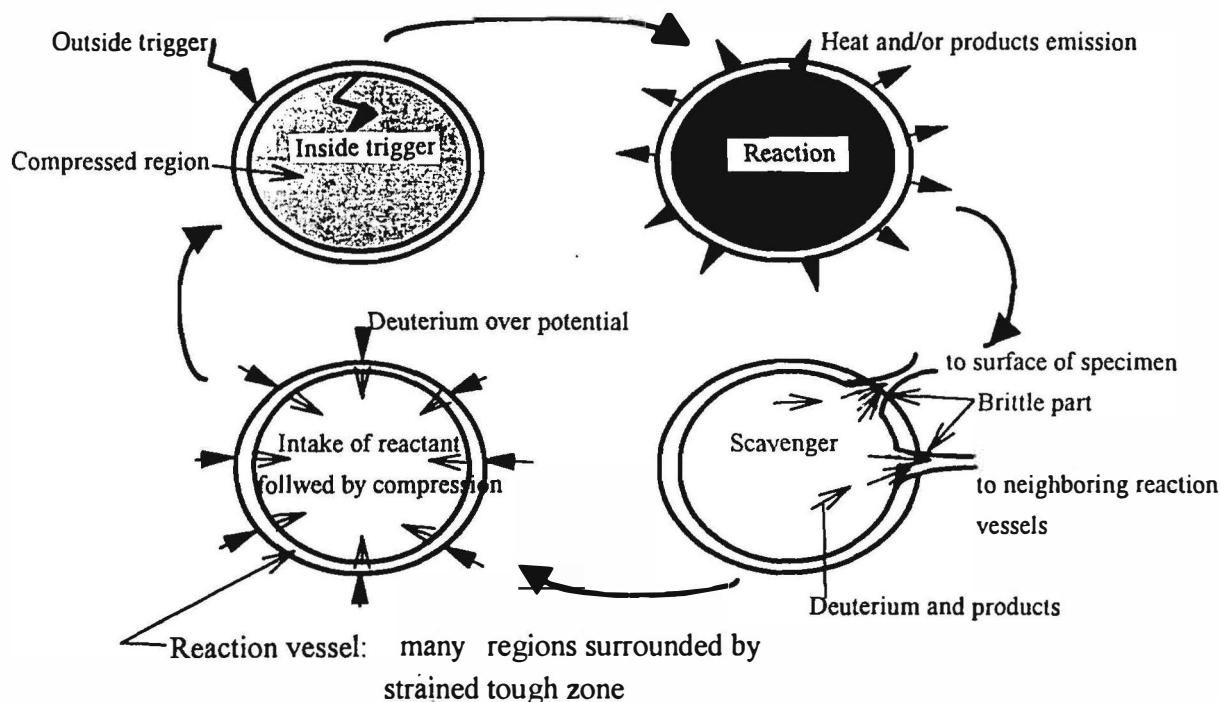 Outside trigger
Heat and/or products emission
Inside trigger
Compressed region
Reaction
Deuterium over potential
to surface of specimen
Brittle part
Intake of reactant
follwed by compression
Scavenger
to neighboring reaction
vessels
Deuterium and products
Reaction vessel: many regions surrounded by
strained tough zone